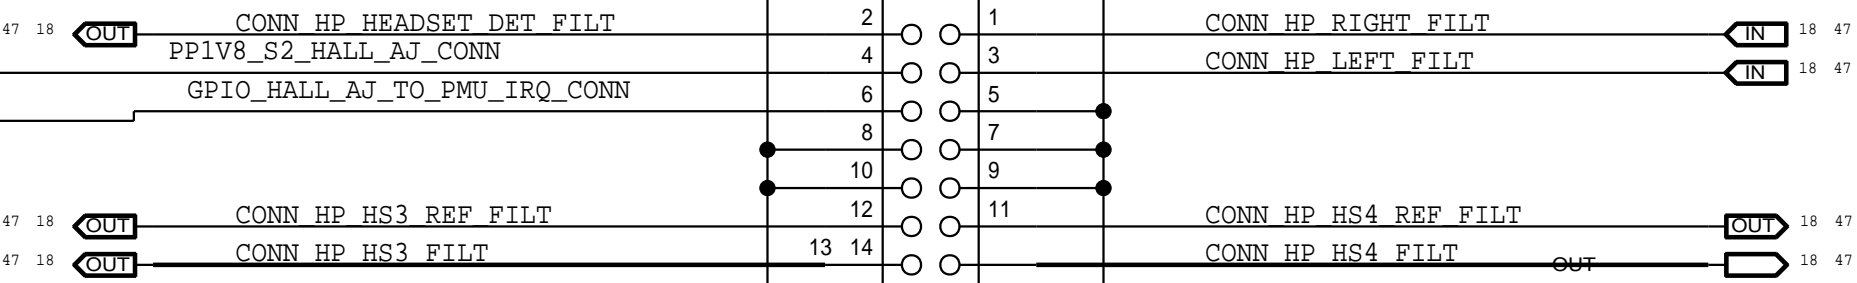 47 18 OUT CONN_HP_HEADSET_DET_FILT 2 1 CONN_HP_RIGHT_FILT IN 18 47
PP1V8_S2_HALL_AJ_CONN 4 3 CONN_HP_LEFT_FILT IN 18 47
GPIO_HALL_AJ_TO_PMU_IRQ_CONN 6 5
8 7
10 9
47 18 OUT CONN_HP_HS3_REF_FILT 12 11 CONN_HP_HS4_REF_FILT OUT 18 47
47 18 OUT CONN_HP_HS3_FILT 13 14 CONN_HP_HS4_FILT OUT 18 47